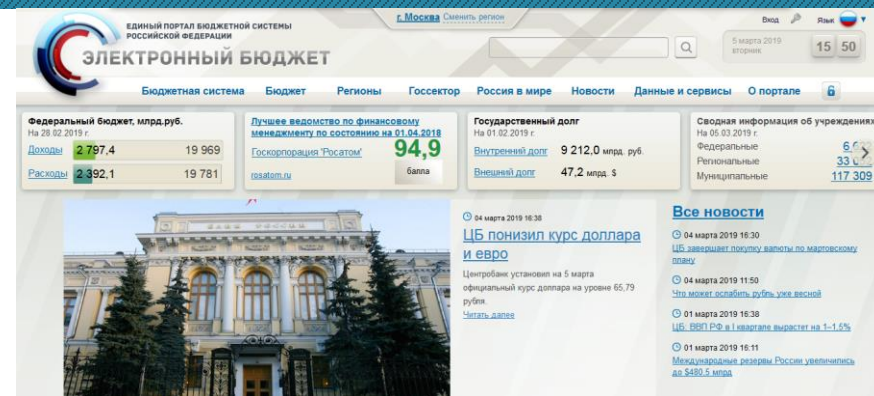 ЕДИНЫЙ ПОРТАЛ БЮДЖЕТНОЙ СИСТЕМЫ
РОССИЙСКОЙ ФЕДЕРАЦИИ
ЭЛЕКТРОННЫЙ БЮДЖЕТ
г. Москва Сменить регион
Вход Язык
5 марта 2019
вторник
15 50
Бюджетная система Бюджет Регионы Госсектор Россия в мире Новости Данные и сервисы О портале
Федеральный бюджет, млрд.руб.
На 28.02.2019 г.
Доходы 2 797,4 19 969
Расходы 2 392,1 19 781
Лучшее ведомство по финансовому
менеджменту по состоянию на 01.04.2018
Госкорпорация "Росатом" 94,9
балла
rosatom.ru
Государственный долг
На 01.02.2019 г.
Внутренний долг 9 212,0 млрд. руб.
Внешний долг 47,2 млрд. $
Сводная информация об учреждениях
На 05.03.2019 г.
Федеральные
Региональные 33
Муниципальные 117 309
04 марта 2019 16:38
ЦБ понизил курс доллара
и евро
Центробанк установил на 5 марта
официальный курс доллара на уровне 65,79
рубля.
Читать далее
Все новости
04 марта 2019 16:30
ЦБ завершает покупку валюты по мартовскому
плану
04 марта 2019 11:50
Что может ослабить рубль уже весной
01 марта 2019 16:38
ЦБ: ВВП РФ в I квартале вырастет на 1–1,5%
01 марта 2019 16:11
Международные резервы России увеличились
до $480,5 млрд